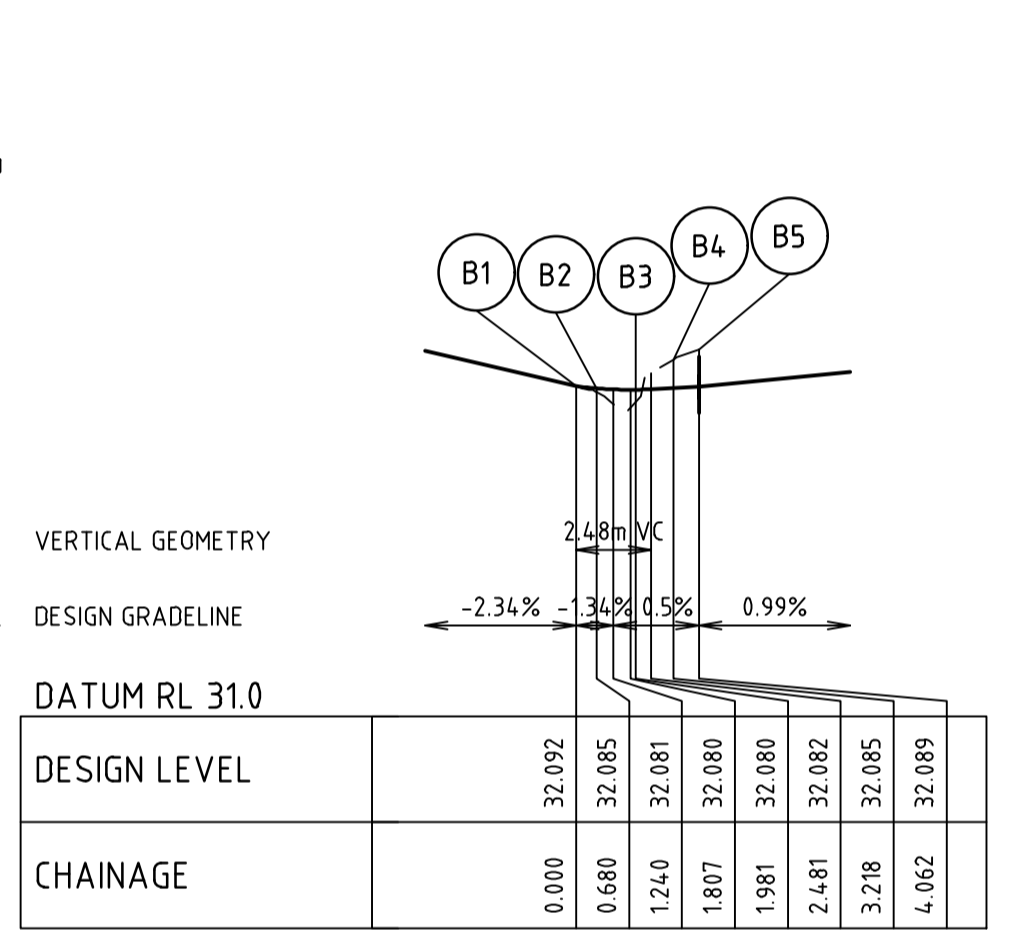 B1 B2 B3 B4 B5
2.48m VC
VERTICAL GEOMETRY
-2.34% -1.34% 0.5% 0.99%
DESIGN GRADELINE
DATUM RL 31.0
DESIGN LEVEL 32.092 32.085 32.081 32.080 32.080 32.082 32.085 32.089
CHAINAGE 0.000 0.680 1.240 1.807 1.981 2.481 3.218 4.062